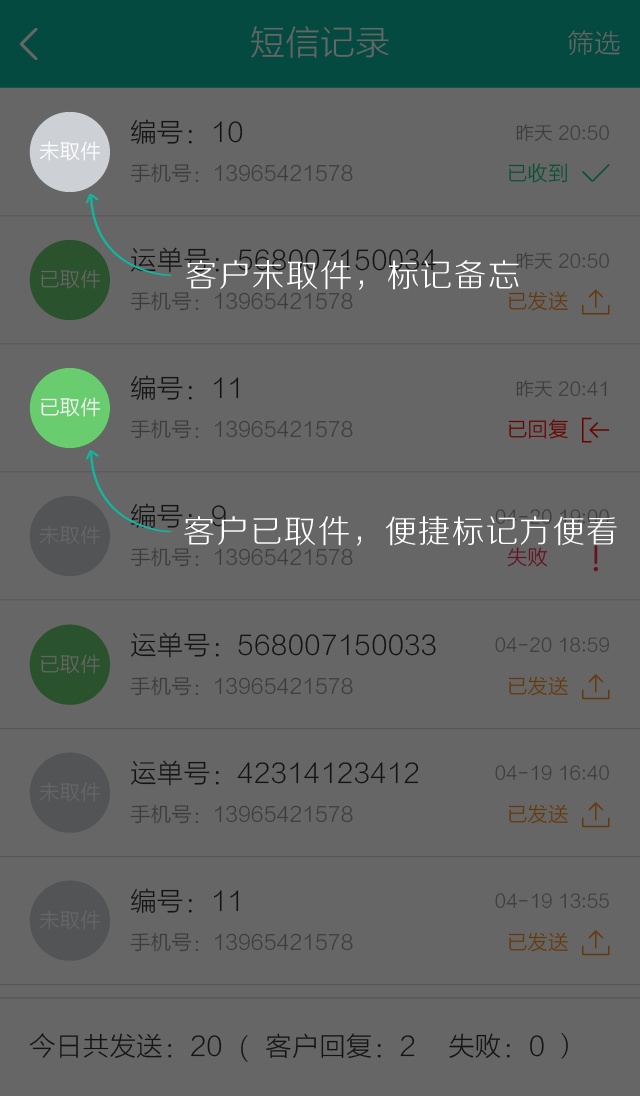 短信记录
筛选
未取件
编号：10
昨天 20:50
手机号：13965421578
已收到
已取件
运单号：568007150034
昨天 20:50
客户未取件，标记备忘
手机号：13965421578
已发送
已取件
编号：11
昨天 20:41
手机号：13965421578
已回复
未取件
编号：9
04-20 19:00
客户已取件，便捷标记方便看
手机号：13965421578
失败
已取件
运单号：568007150033
04-20 18:59
手机号：13965421578
已发送
未取件
运单号：42314123412
04-19 16:40
手机号：13965421578
已发送
未取件
编号：11
04-19 13:55
手机号：13965421578
已发送
今日共发送：20（ 客户回复：2 失败：0 ）